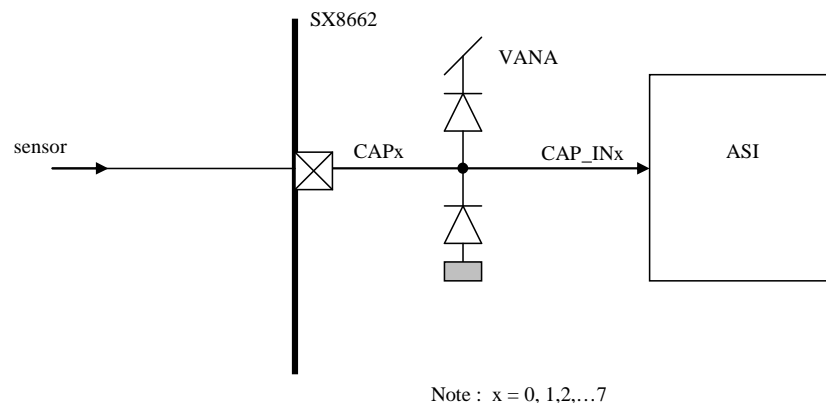 SX8662
VANA
sensor
CAPx
CAP_INx
ASI
Note :  x = 0, 1,2,…7